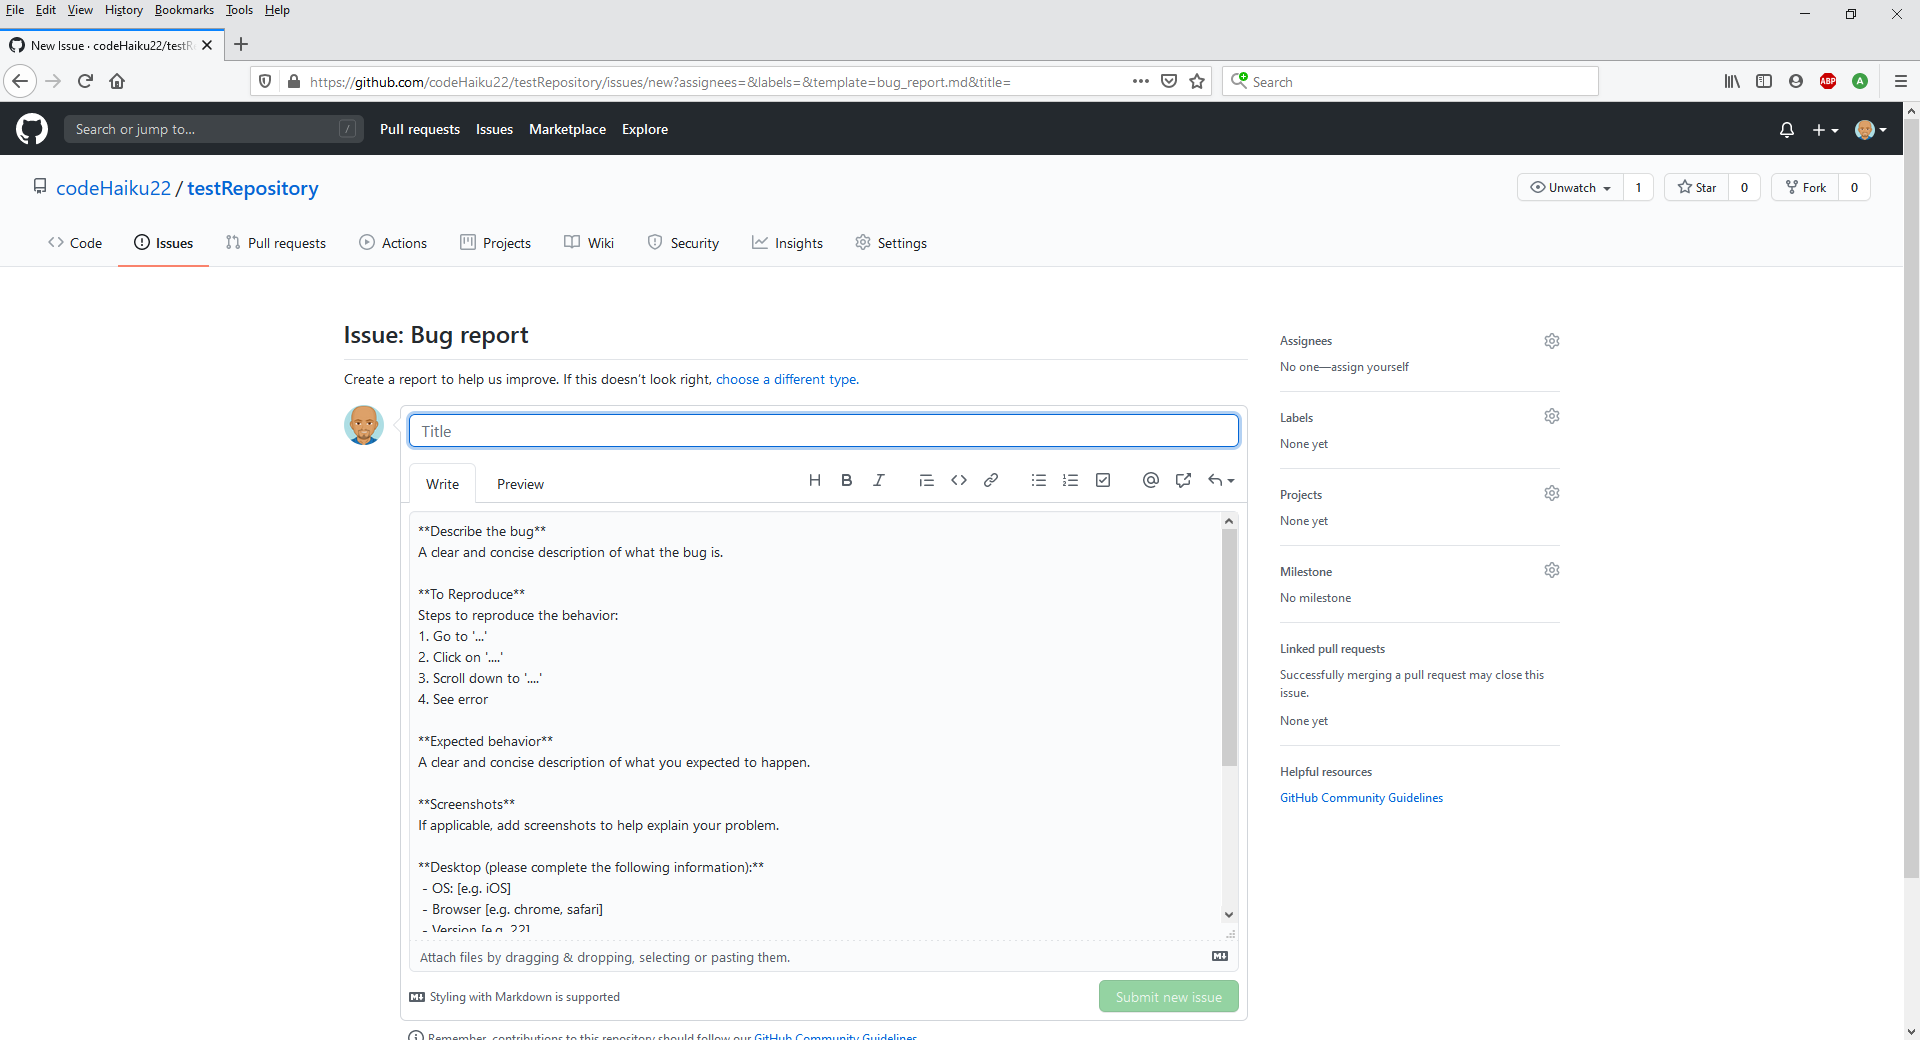 File Edit View History Bookmarks Tools Help
New Issue · codeHaiku22/testR
https://github.com/codeHaiku22/testRepository/issues/new?assignees=&labels=&template=bug_report.md&title=
Search
ABP
A
Search or jump to...
/
Pull requests Issues Marketplace Explore
codeHaiku22 / testRepository
Unwatch 1
Star 0
Fork 0
Code Issues Pull requests Actions Projects Wiki Security Insights Settings
Issue: Bug report
Create a report to help us improve. If this doesn’t look right, choose a different type.
Title
Write Preview
H B I
**Describe the bug**
A clear and concise description of what the bug is.
**To Reproduce**
Steps to reproduce the behavior:
1. Go to '...'
2. Click on '....'
3. Scroll down to '....'
4. See error
**Expected behavior**
A clear and concise description of what you expected to happen.
**Screenshots**
If applicable, add screenshots to help explain your problem.
**Desktop (please complete the following information):**
- OS: [e.g. iOS]
- Browser [e.g. chrome, safari]
- Version [e.g. 22]
Attach files by dragging & dropping, selecting or pasting them.
Styling with Markdown is supported
Submit new issue
Remember, contributions to this repository should follow our GitHub Community Guidelines.
Assignees
No one—assign yourself
Labels
None yet
Projects
None yet
Milestone
No milestone
Linked pull requests
Successfully merging a pull request may close this
issue.
None yet
Helpful resources
GitHub Community Guidelines